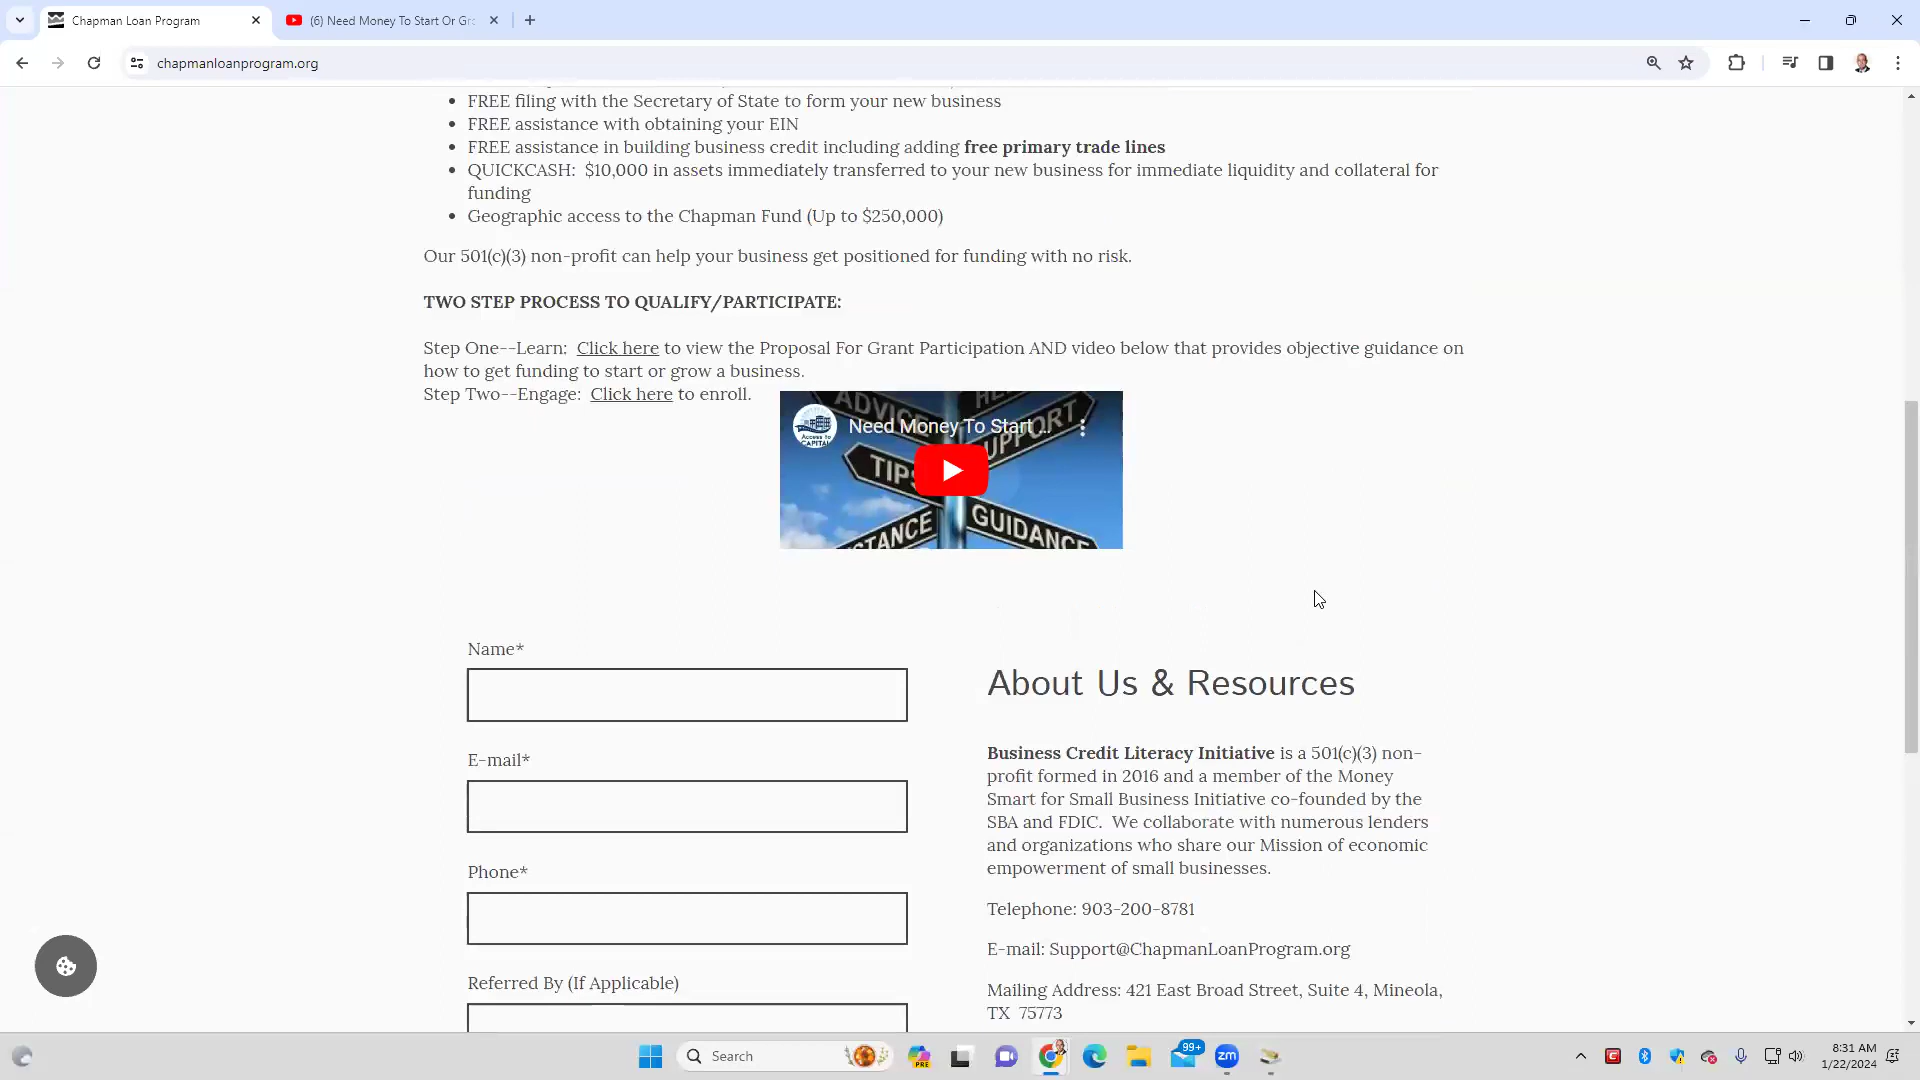 Chapman Loan Program
(6) Need Money To Start Or Gr
chapmanloanprogram.org
FREE filing with the Secretary of State to form your new business
FREE assistance with obtaining your EIN
FREE assistance in building business credit including adding free primary trade lines
QUICKCASH: $10,000 in assets immediately transferred to your new business for immediate liquidity and collateral for
funding
Geographic access to the Chapman Fund (Up to $250,000)
Our 501(c)(3) non-profit can help your business get positioned for funding with no risk.
TWO STEP PROCESS TO QUALIFY/PARTICIPATE:
Step One--Learn: Click here to view the Proposal For Grant Participation AND video below that provides objective guidance on
how to get funding to start or grow a business.
Step Two--Engage: Click here to enroll.
ADVICE
HELP
Access to
CAPITAL
Need Money To Start ...
SUPPORT
TIPS
GUIDANCE
ISTANCE
Name*
E-mail*
Phone*
Referred By (If Applicable)
About Us & Resources
Business Credit Literacy Initiative is a 501(c)(3) non-
profit formed in 2016 and a member of the Money
Smart for Small Business Initiative co-founded by the
SBA and FDIC. We collaborate with numerous lenders
and organizations who share our Mission of economic
empowerment of small businesses.
Telephone: 903-200-8781
E-mail: Support@ChapmanLoanProgram.org
Mailing Address: 421 East Broad Street, Suite 4, Mineola,
TX 75773
Search
PRE
99+
zm
8:31 AM
1/22/2024